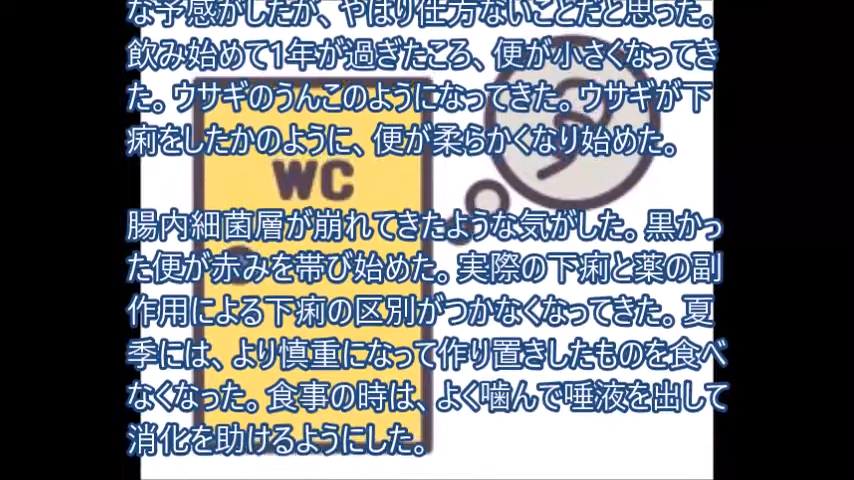 な予感がしたが、やはり仕方ないことだと思った。
飲み始めて1年が過ぎたころ、便が小さくなってき
た。ウサギのうんこのようになってきた。ウサギが下
痢をしたかのように、便が柔らかくなり始めた。
腸内細菌層が崩れてきたような気がした。黒かっ
た便が赤みを帯び始めた。実際の下痢と薬の副
作用による下痢の区別がつかなくなってきた。夏
季には、より慎重になって作り置きしたものを食べ
なくなった。食事の時は、よく噛んで唾液を出して
消化を助けるようにした。
WC